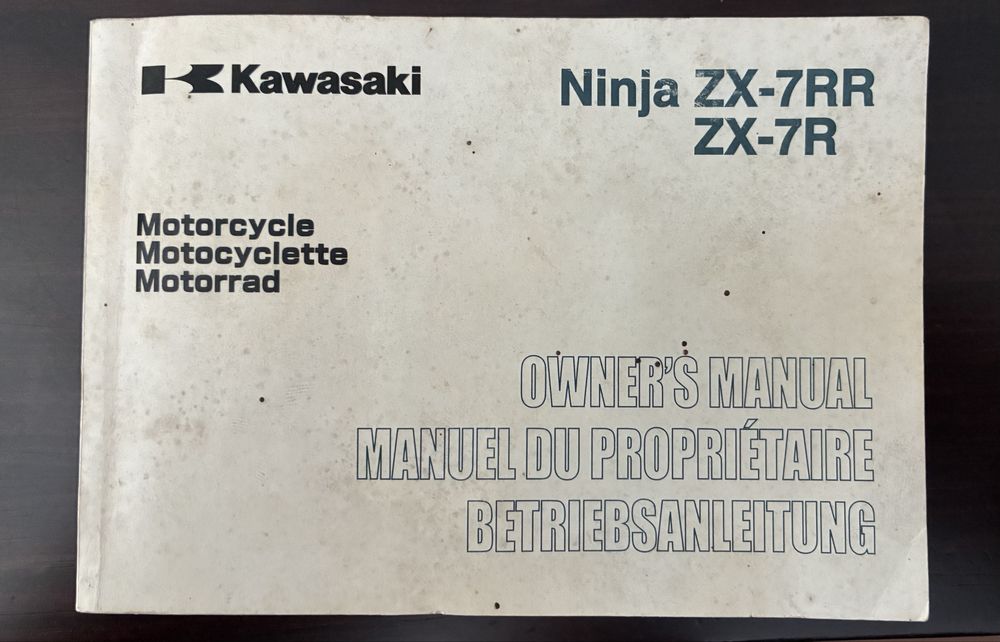 Kawasaki
Ninja ZX-7RR
ZX-7R
Motorcycle
Motocyclette
Motorrad
OWNER'S MANUAL
MANUEL DU PROPRIÉTAIRE
BETRIEBSANLEITUNG